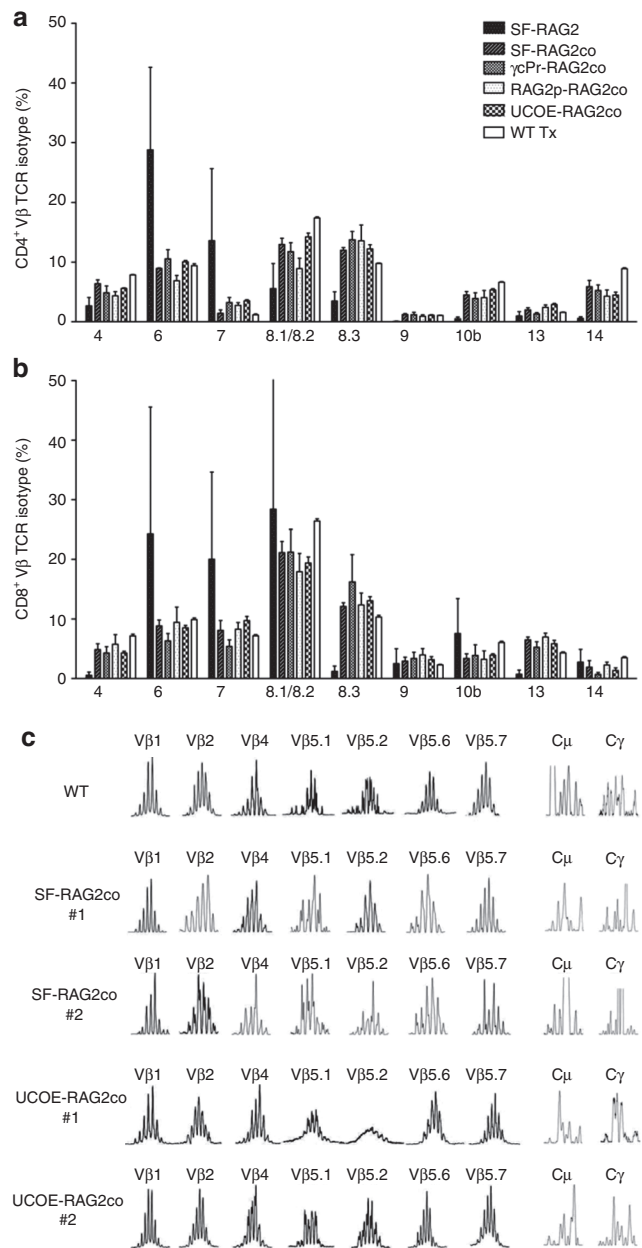 a
50
40
30
20
10
0
CD4+ Vβ TCR isotype (%)
SF-RAG2
SF-RAG2co
γcPr-RAG2co
RAG2p-RAG2co
UCOE-RAG2co
WT Tx
4 6 7 8.1/8.2 8.3 9 10b 13 14
b
50
40
30
20
10
0
CD8+ Vβ TCR isotype (%)
4 6 7 8.1/8.2 8.3 9 10b 13 14
c
Vβ1 Vβ2 Vβ4 Vβ5.1 Vβ5.2 Vβ5.6 Vβ5.7 Cμ Cγ
WT
Vβ1 Vβ2 Vβ4 Vβ5.1 Vβ5.2 Vβ5.6 Vβ5.7 Cμ Cγ
SF-RAG2co
#1
Vβ1 Vβ2 Vβ4 Vβ5.1 Vβ5.2 Vβ5.6 Vβ5.7 Cμ Cγ
SF-RAG2co
#2
Vβ1 Vβ2 Vβ4 Vβ5.1 Vβ5.2 Vβ5.6 Vβ5.7 Cμ Cγ
UCOE-RAG2co
#1
Vβ1 Vβ2 Vβ4 Vβ5.1 Vβ5.2 Vβ5.6 Vβ5.7 Cμ Cγ
UCOE-RAG2co
#2